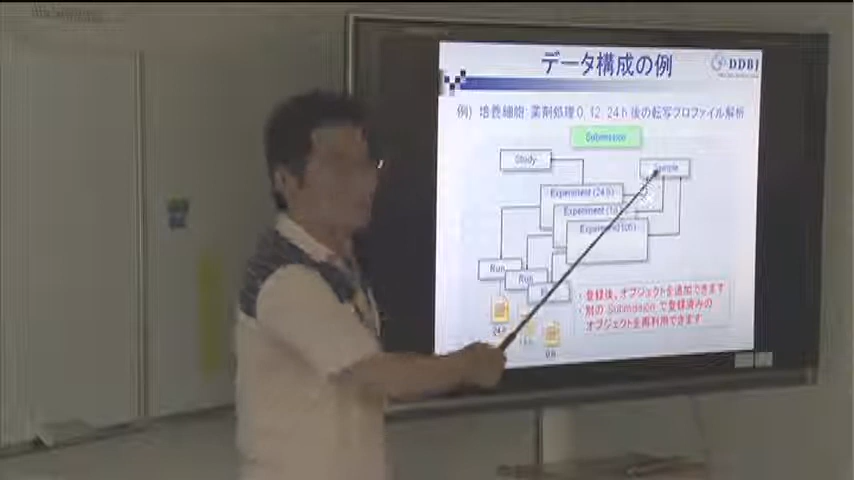 データ構成の例
DDBJ
例) 培養細胞: 薬剤処理 0, 12, 24 h 後の転写プロファイル解析
Submission
Study
Sample
Experiment (24 h)
Experiment
Experiment (0 h)
Run
Run
24 h
0 h
・登録後、オブジェクトを追加できます
・別の Submission で登録済みの
オブジェクトを再利用できます